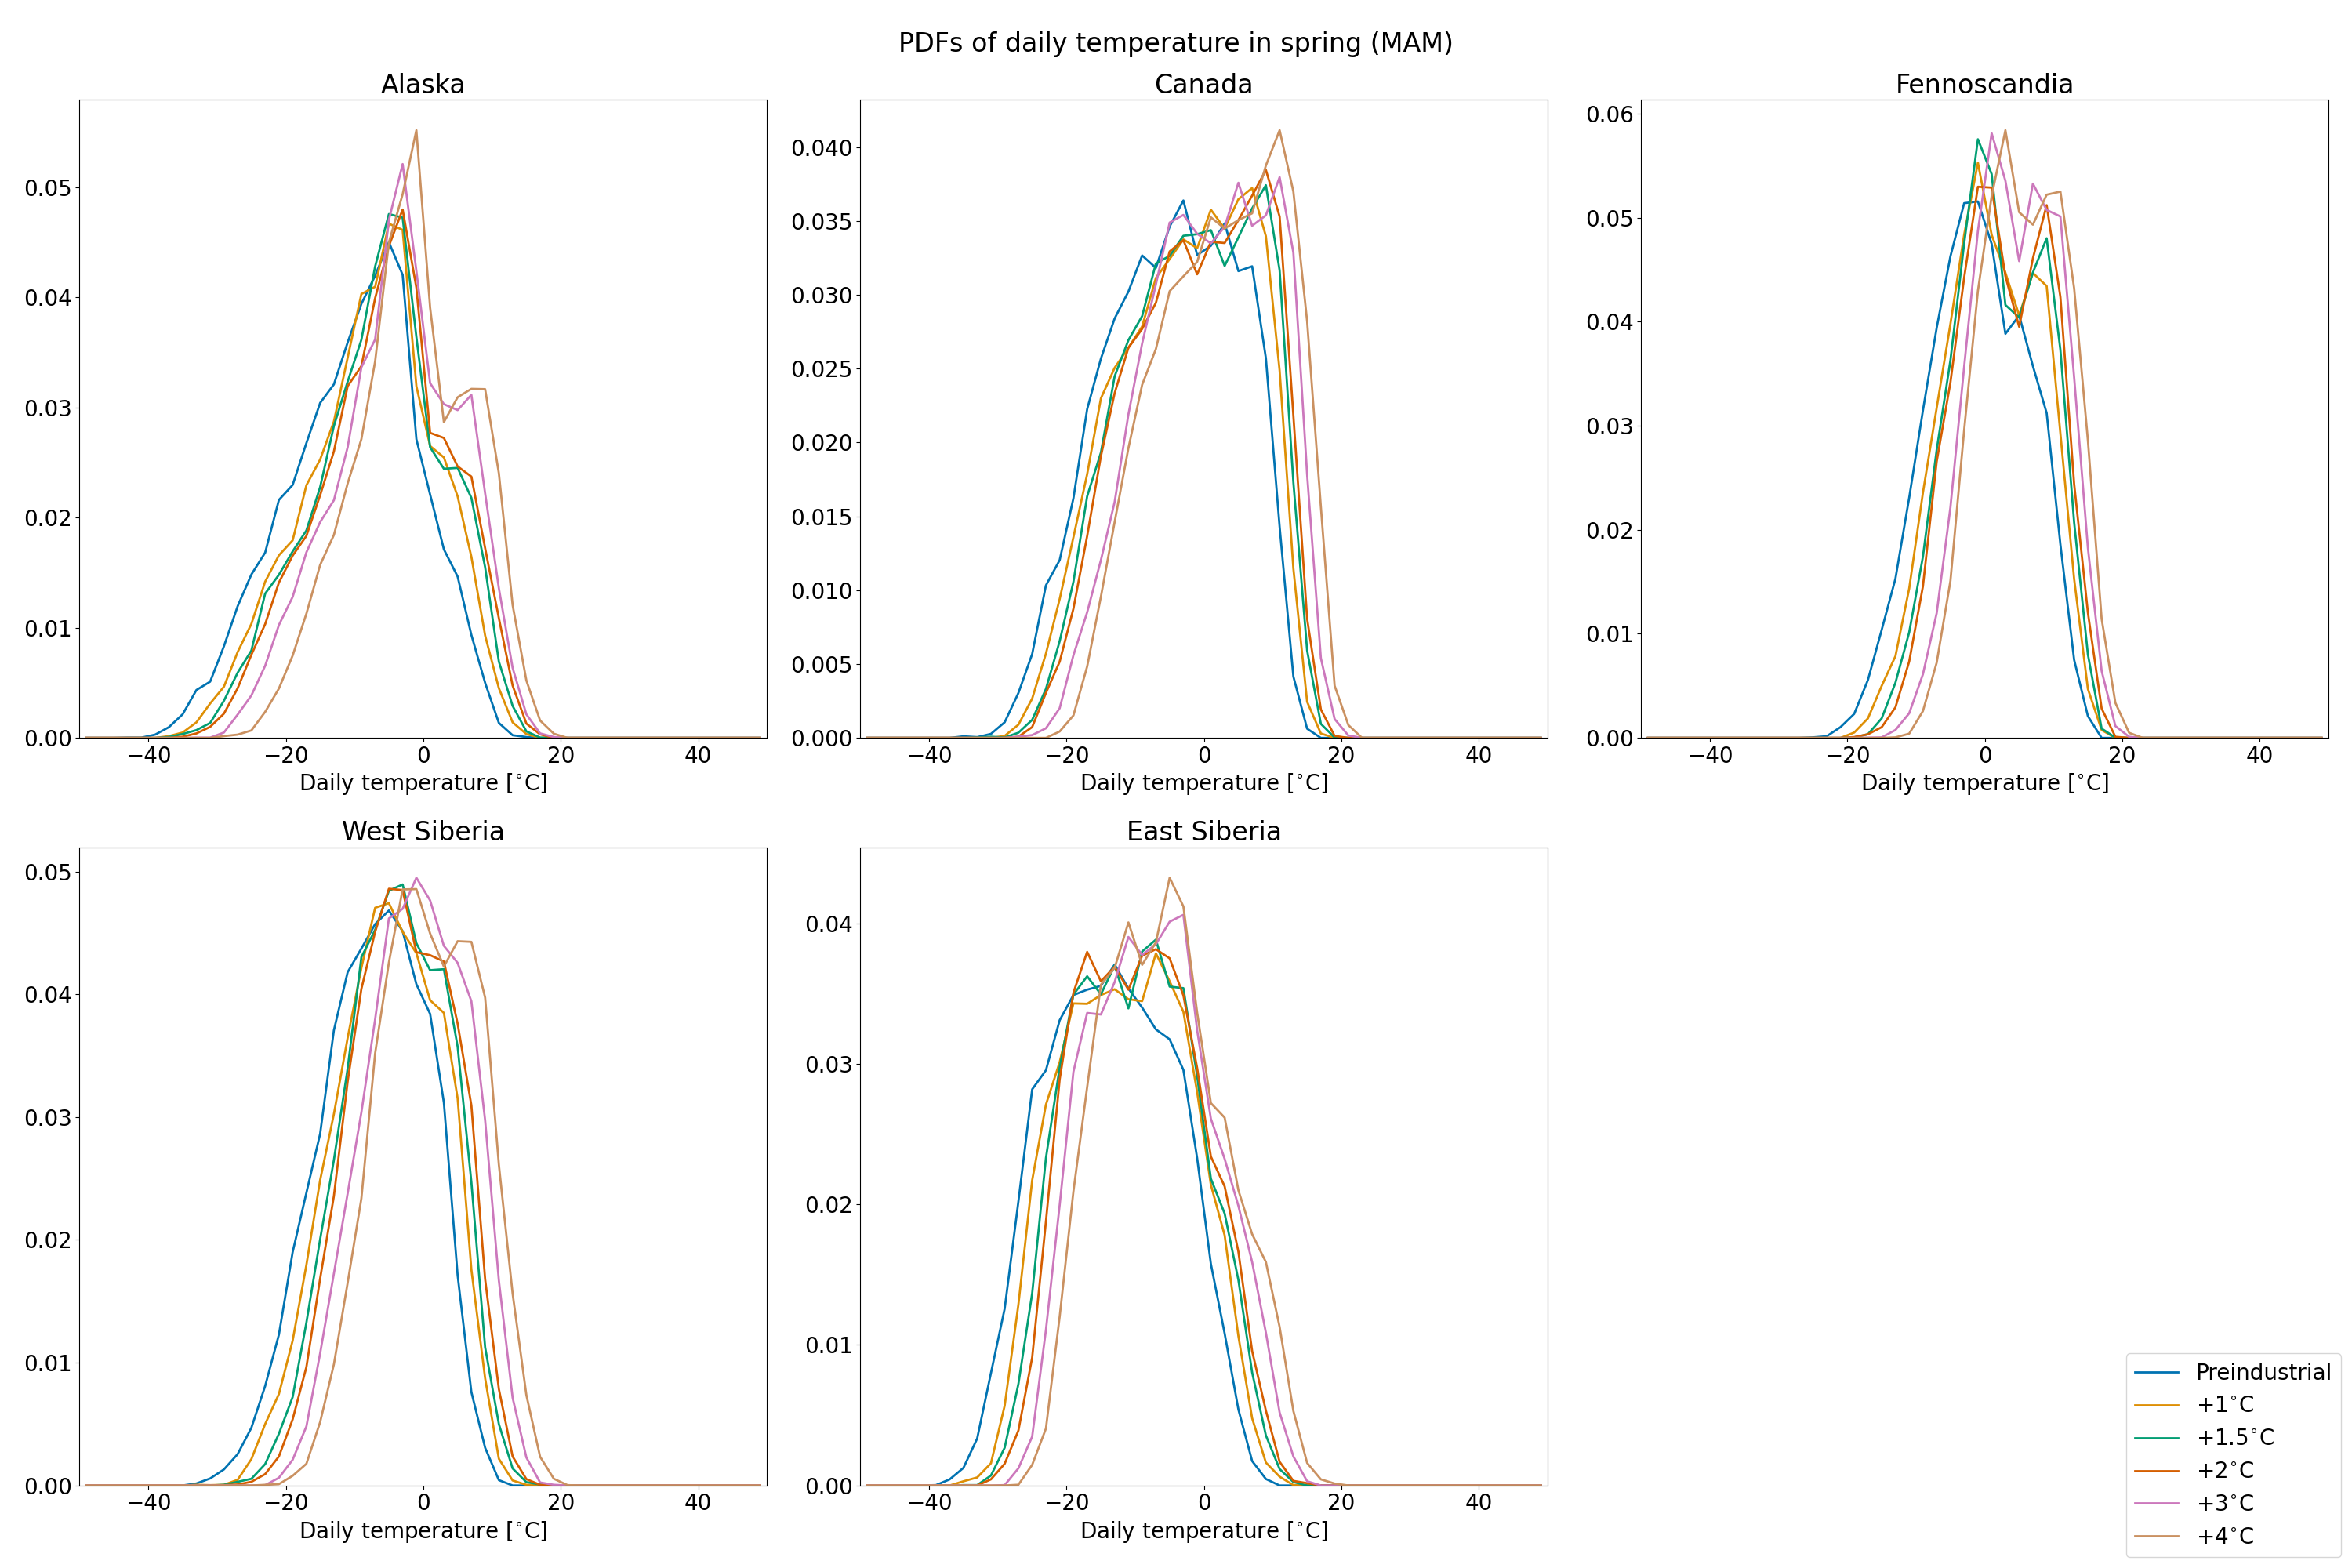 PDFs of daily temperature in spring (MAM)
Alaska
Canada
Fennoscandia
0.05
0.04
0.03
0.02
0.01
0.00
−40 −20 0 20 40
Daily temperature [°C]
0.040
0.035
0.030
0.025
0.020
0.015
0.010
0.005
0.000
−40 −20 0 20 40
Daily temperature [°C]
0.06
0.05
0.04
0.03
0.02
0.01
0.00
−40 −20 0 20 40
Daily temperature [°C]
West Siberia
East Siberia
0.05
0.04
0.03
0.02
0.01
0.00
−40 −20 0 20 40
Daily temperature [°C]
0.04
0.03
0.02
0.01
0.00
−40 −20 0 20 40
Daily temperature [°C]
Preindustrial
+1°C
+1.5°C
+2°C
+3°C
+4°C